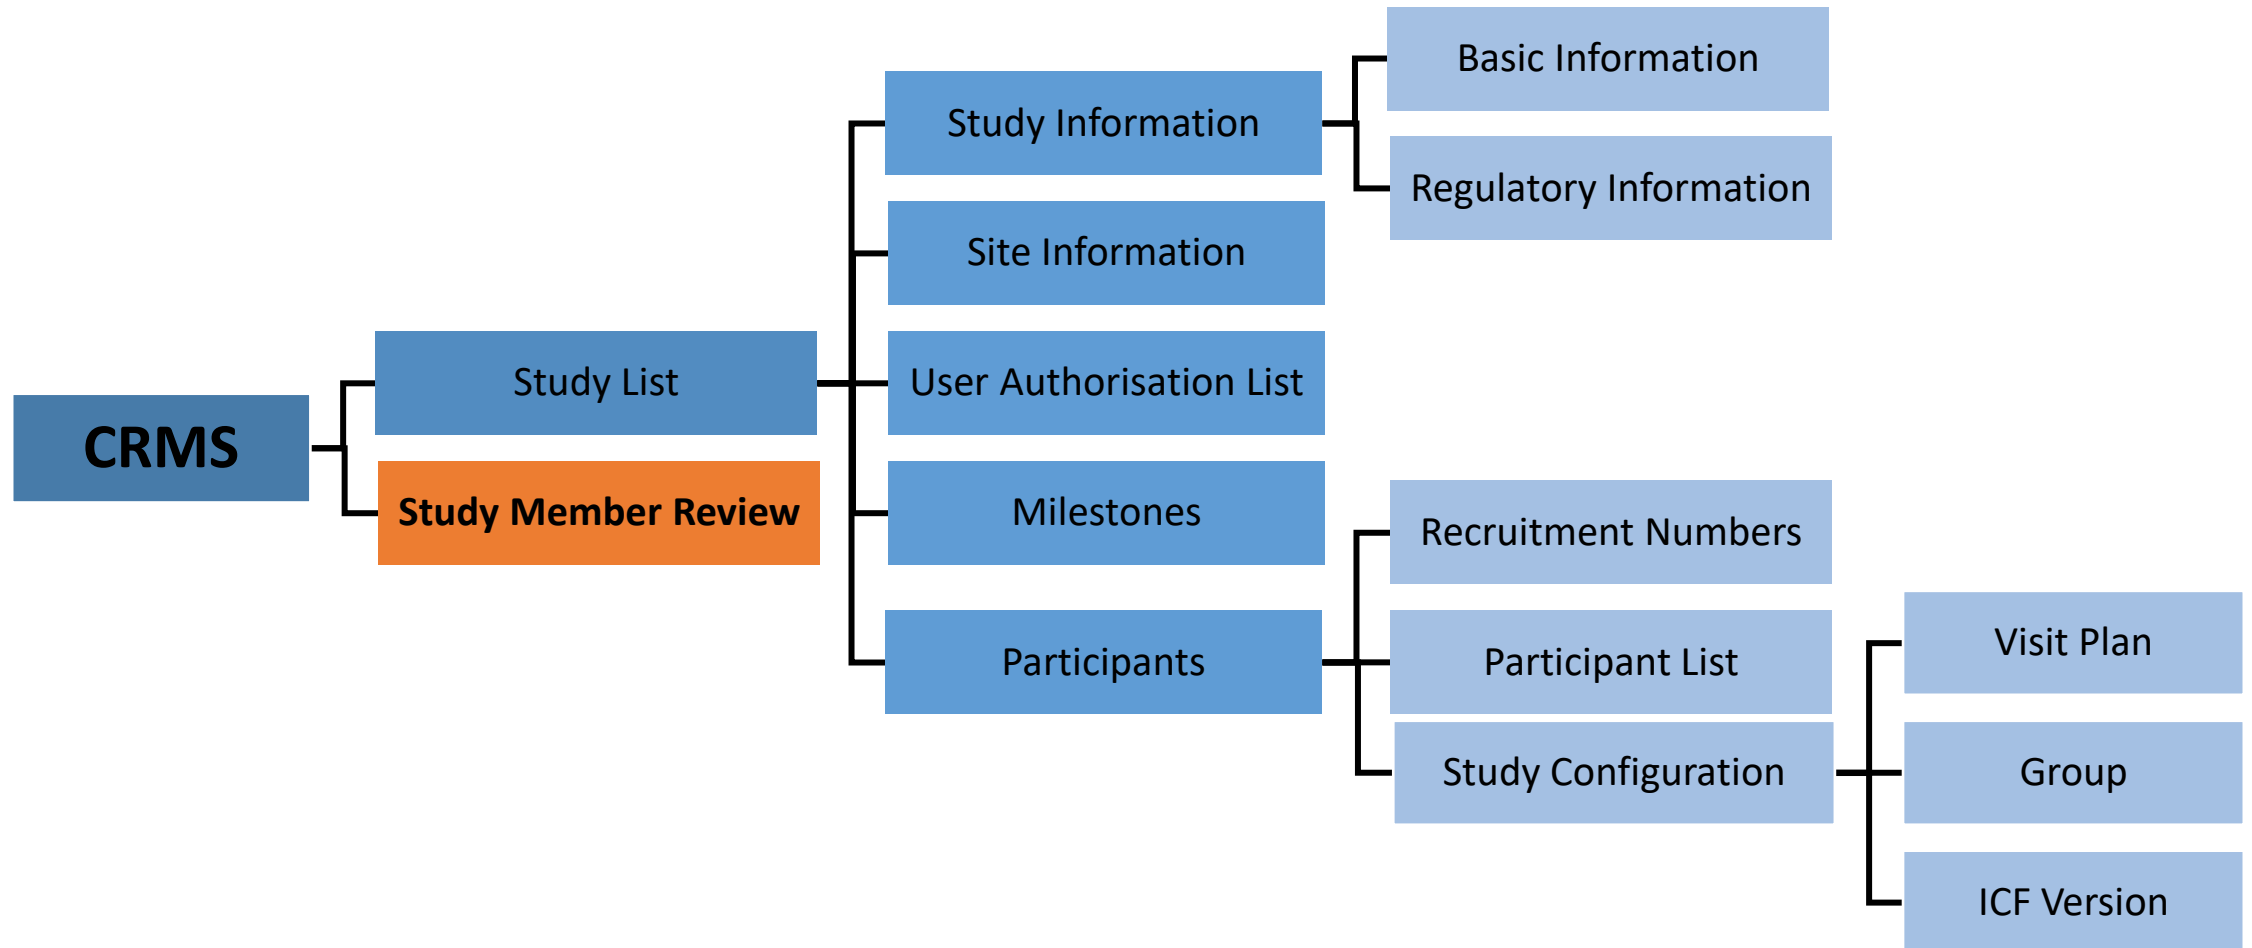 CRMS
Study List
Study Member Review
Study Information
Site Information
User Authorisation List
Milestones
Participants
Basic Information
Regulatory Information
Recruitment Numbers
Participant List
Study Configuration
Visit Plan
Group
ICF Version